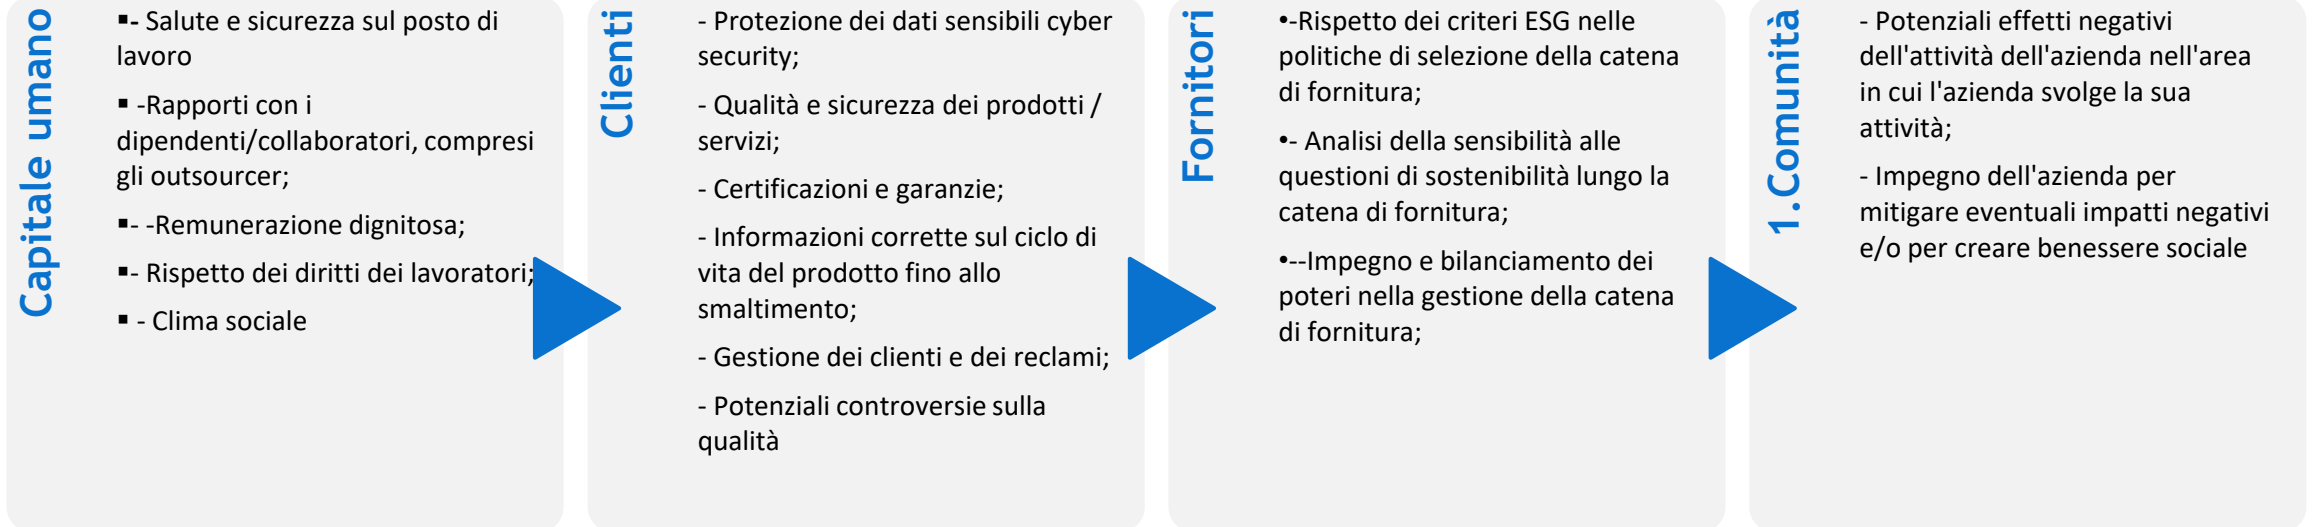 Capitale umano
▪- Salute e sicurezza sul posto di
lavoro
▪ -Rapporti con i
dipendenti/collaboratori, compresi
gli outsourcer;
▪- -Remunerazione dignitosa;
▪- Rispetto dei diritti dei lavoratori;
▪ - Clima sociale
Clienti
- Protezione dei dati sensibili cyber
security;
- Qualità e sicurezza dei prodotti /
servizi;
- Certificazioni e garanzie;
- Informazioni corrette sul ciclo di
vita del prodotto fino allo
smaltimento;
- Gestione dei clienti e dei reclami;
- Potenziali controversie sulla
qualità
Fornitori
•-Rispetto dei criteri ESG nelle
politiche di selezione della catena
di fornitura;
•- Analisi della sensibilità alle
questioni di sostenibilità lungo la
catena di fornitura;
•--Impegno e bilanciamento dei
poteri nella gestione della catena
di fornitura;
1.Comunità
- Potenziali effetti negativi
dell'attività dell'azienda nell'area
in cui l'azienda svolge la sua
attività;
- Impegno dell'azienda per
mitigare eventuali impatti negativi
e/o per creare benessere sociale